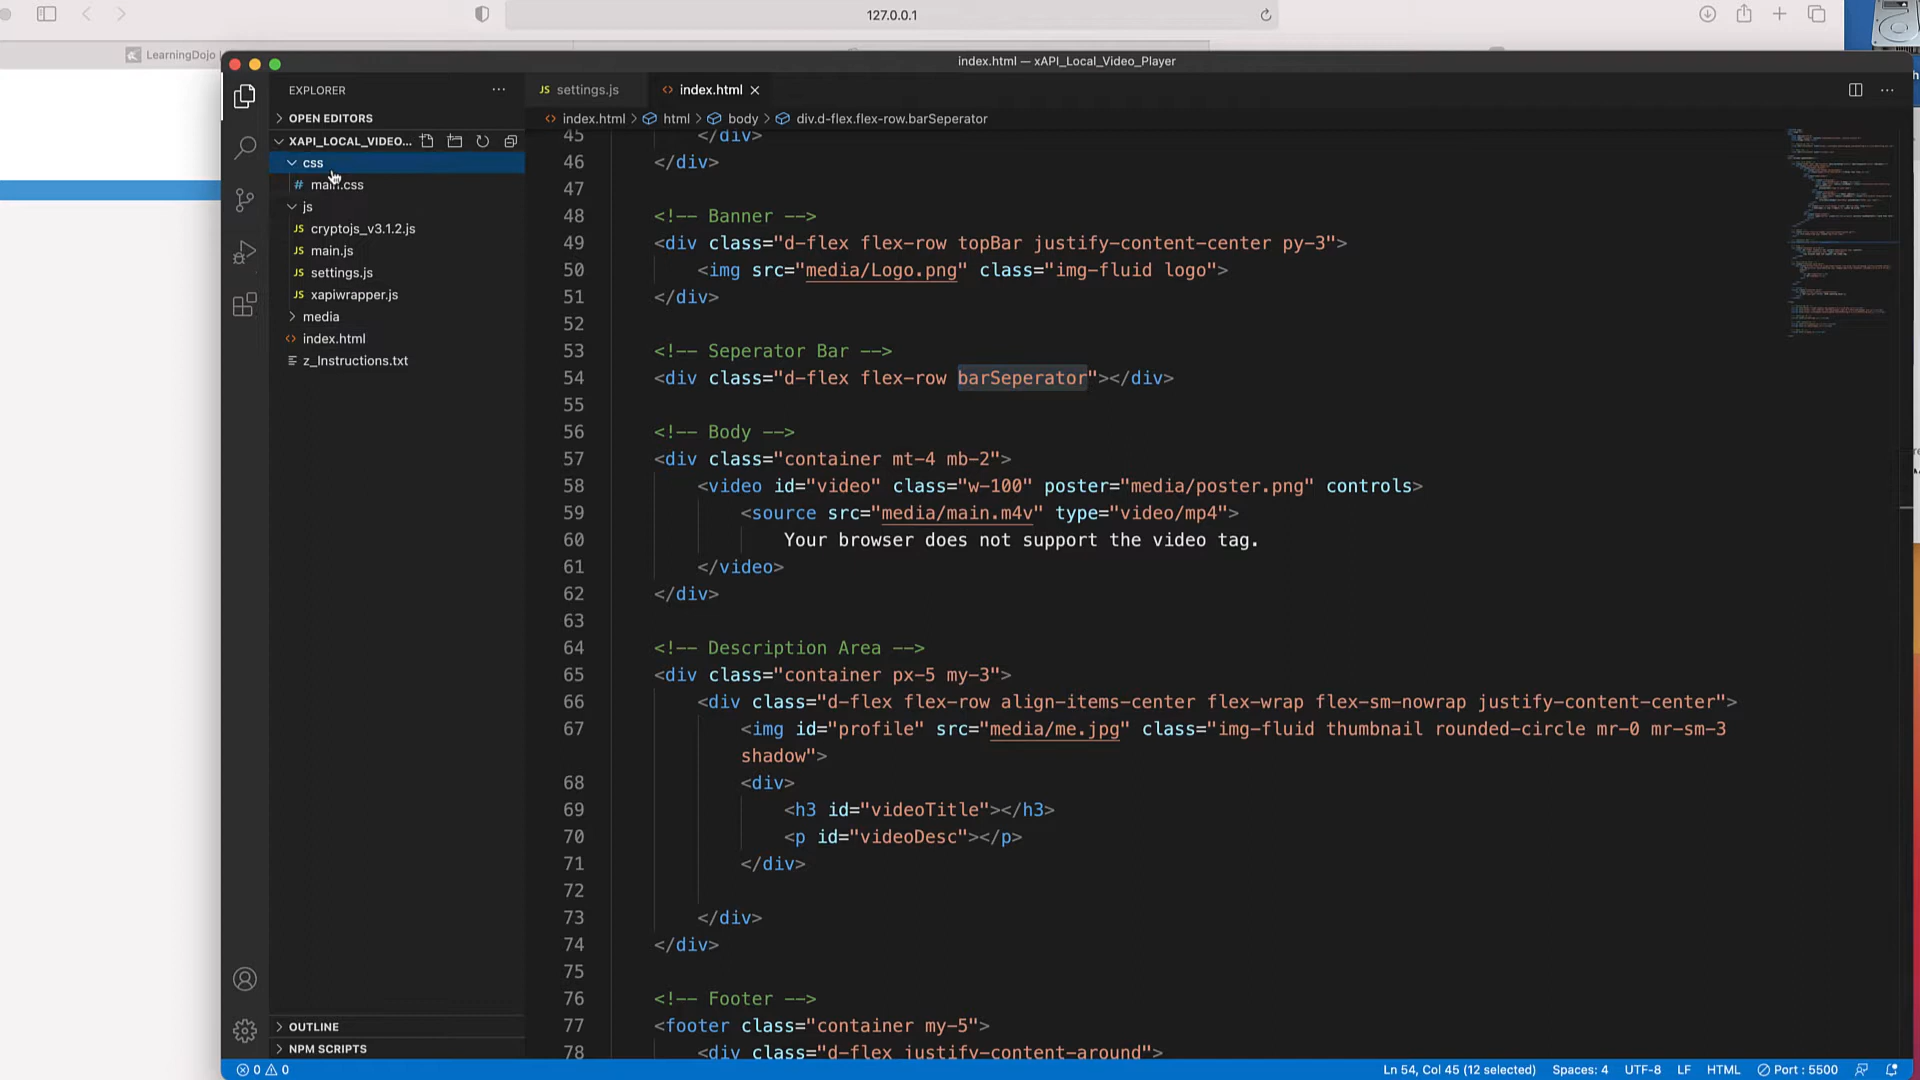 127.0.0.1
LearningDojo
index.html — xAPI_Local_Video_Player
EXPLORER
OPEN EDITORS
XAPI_LOCAL_VIDEO...
css
# main.css
js
JS cryptojs_v3.1.2.js
JS main.js
JS settings.js
JS xapiwrapper.js
media
<> index.html
z_Instructions.txt
OUTLINE
NPM SCRIPTS
JS settings.js
<> index.html
<> index.html > html > body > div.d-flex.flex-row.barSeperator
45 </div>
46 </div>
47
48 <!-- Banner -->
49 <div class="d-flex flex-row topBar justify-content-center py-3">
50 <img src="media/Logo.png" class="img-fluid logo">
51 </div>
52
53 <!-- Seperator Bar -->
54 <div class="d-flex flex-row barSeperator"></div>
55
56 <!-- Body -->
57 <div class="container mt-4 mb-2">
58 <video id="video" class="w-100" poster="media/poster.png" controls>
59 <source src="media/main.m4v" type="video/mp4">
60 Your browser does not support the video tag.
61 </video>
62 </div>
63
64 <!-- Description Area -->
65 <div class="container px-5 my-3">
66 <div class="d-flex flex-row align-items-center flex-wrap flex-sm-nowrap justify-content-center">
67 <img id="profile" src="media/me.jpg" class="img-fluid thumbnail rounded-circle mr-0 mr-sm-3
shadow">
68 <div>
69 <h3 id="videoTitle"></h3>
70 <p id="videoDesc"></p>
71 </div>
72
73 </div>
74 </div>
75
76 <!-- Footer -->
77 <footer class="container my-5">
78 <div class="d-flex justify-content-around">
0 0
Ln 54, Col 45 (12 selected) Spaces: 4 UTF-8 LF HTML Port : 5500